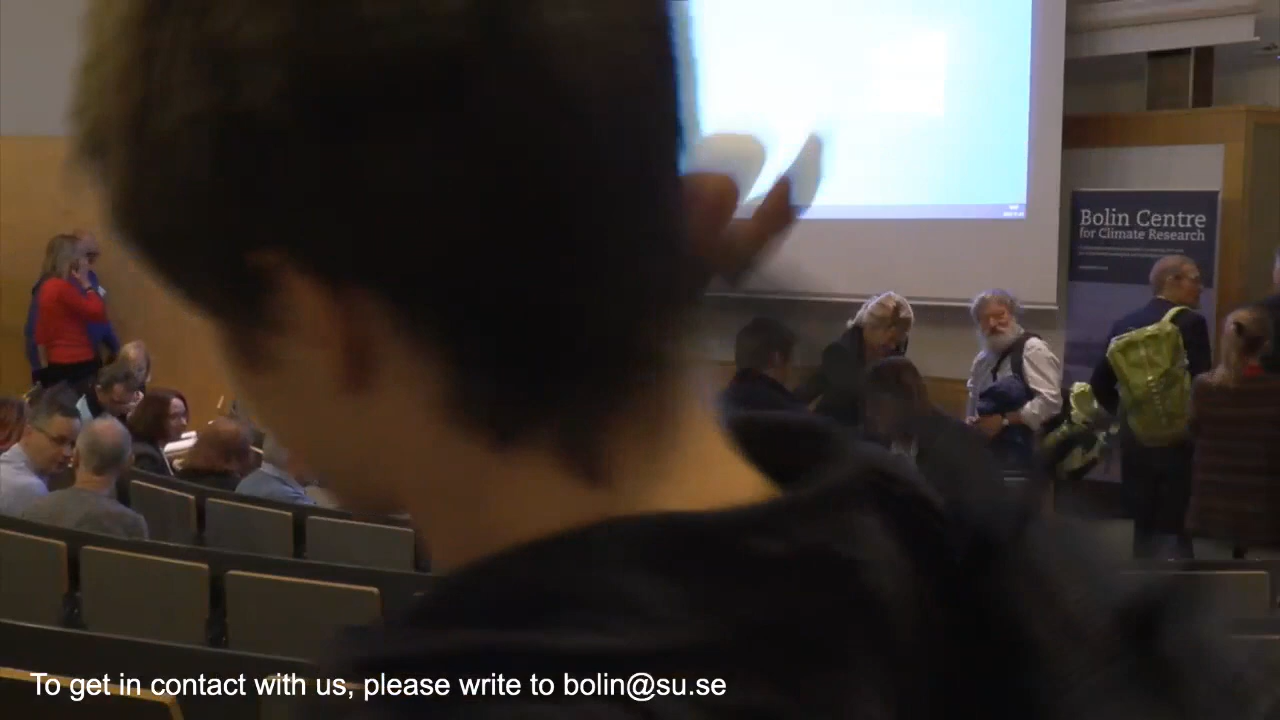 Bolin Centre
for Climate Research
To get in contact with us, please write to bolin@su.se